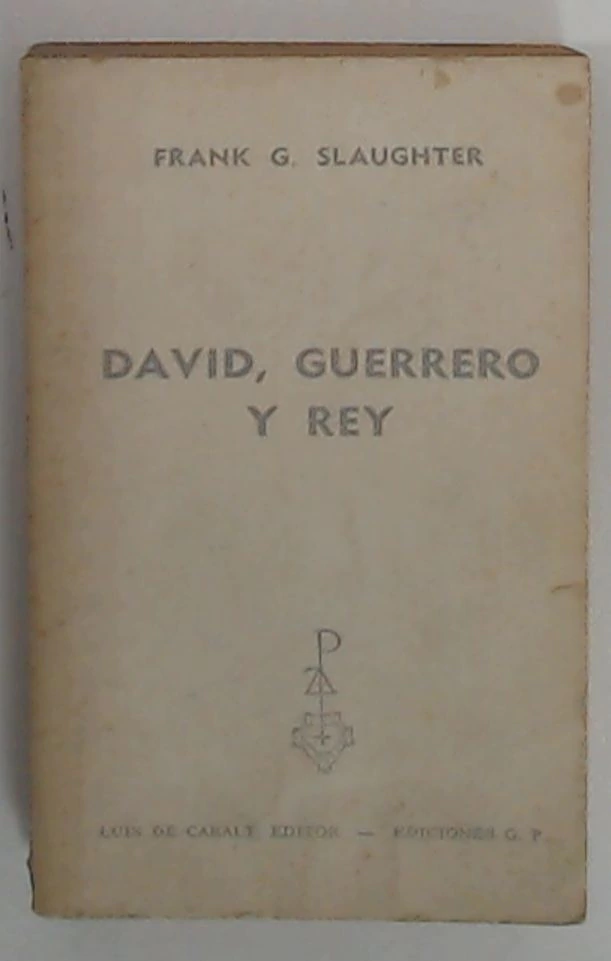 FRANK G. SLAUGHTER
DAVID, GUERRERO
Y REY
P
LUIS DE CARALT EDITOR — EDICIONES G. P.